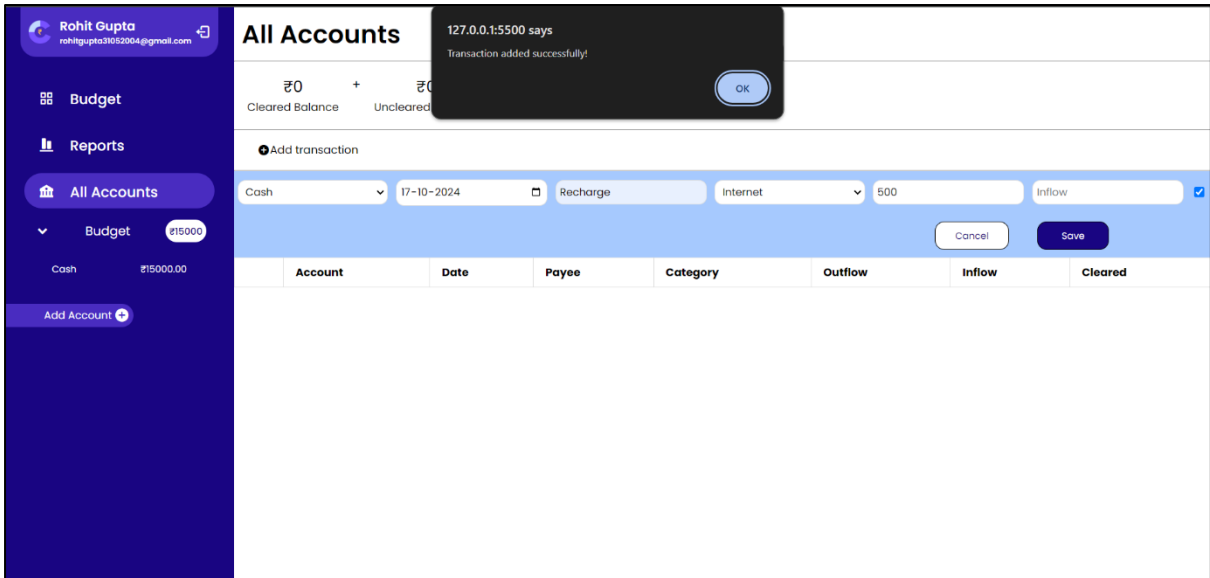 Rohit Gupta
rohitgupta31052004@gmail.com
Budget
Reports
All Accounts
Budget ₹15000
Cash ₹15000.00
Add Account
All Accounts
127.0.0.1:5500 says
Transaction added successfully!
OK
₹0 + ₹0
Cleared Balance Uncleared
Add transaction
Cash 17-10-2024 Recharge Internet 500 Inflow
Cancel Save
Account Date Payee Category Outflow Inflow Cleared